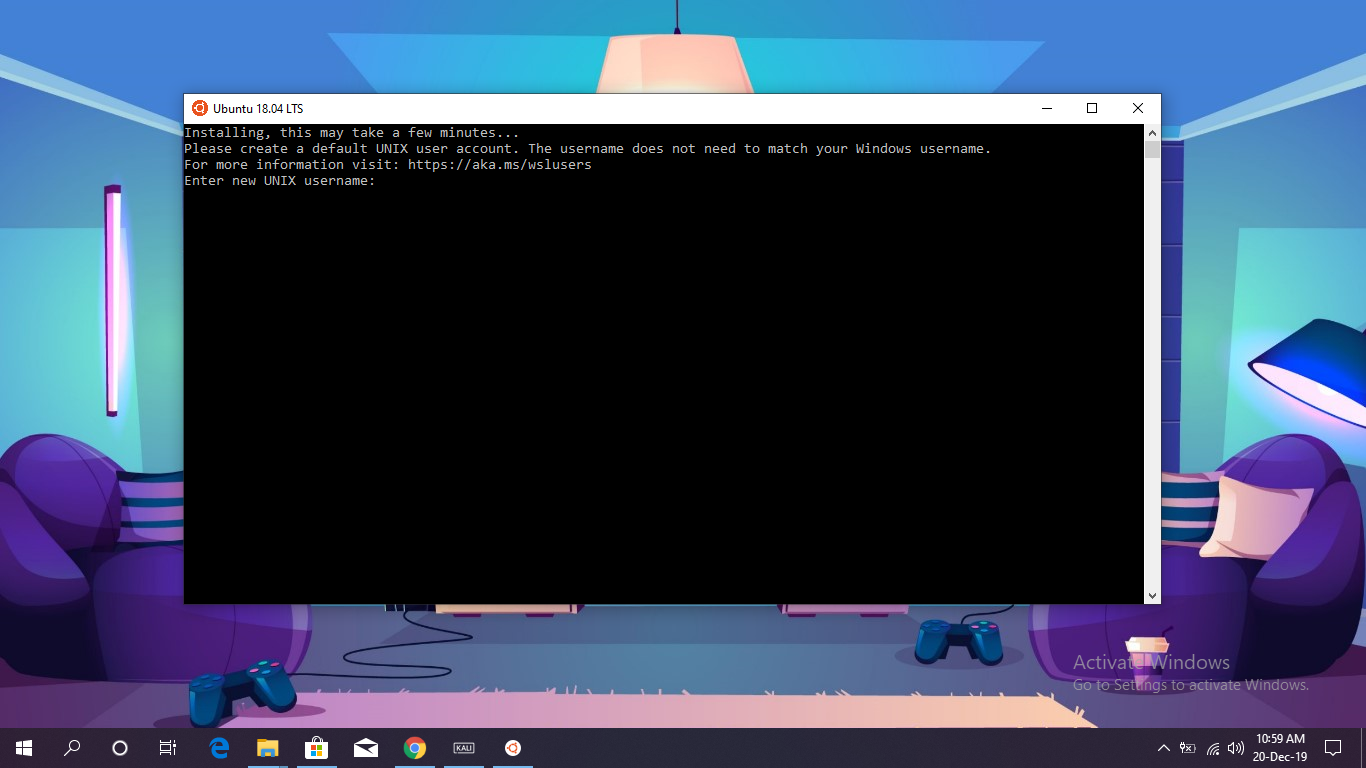 Ubuntu 18.04 LTS
Installing, this may take a few minutes...
Please create a default UNIX user account. The username does not need to match your Windows username.
For more information visit: https://aka.ms/wslusers
Enter new UNIX username:
Activate Windows
Go to Settings to activate Windows.
KALI
10:59 AM
20-Dec-19